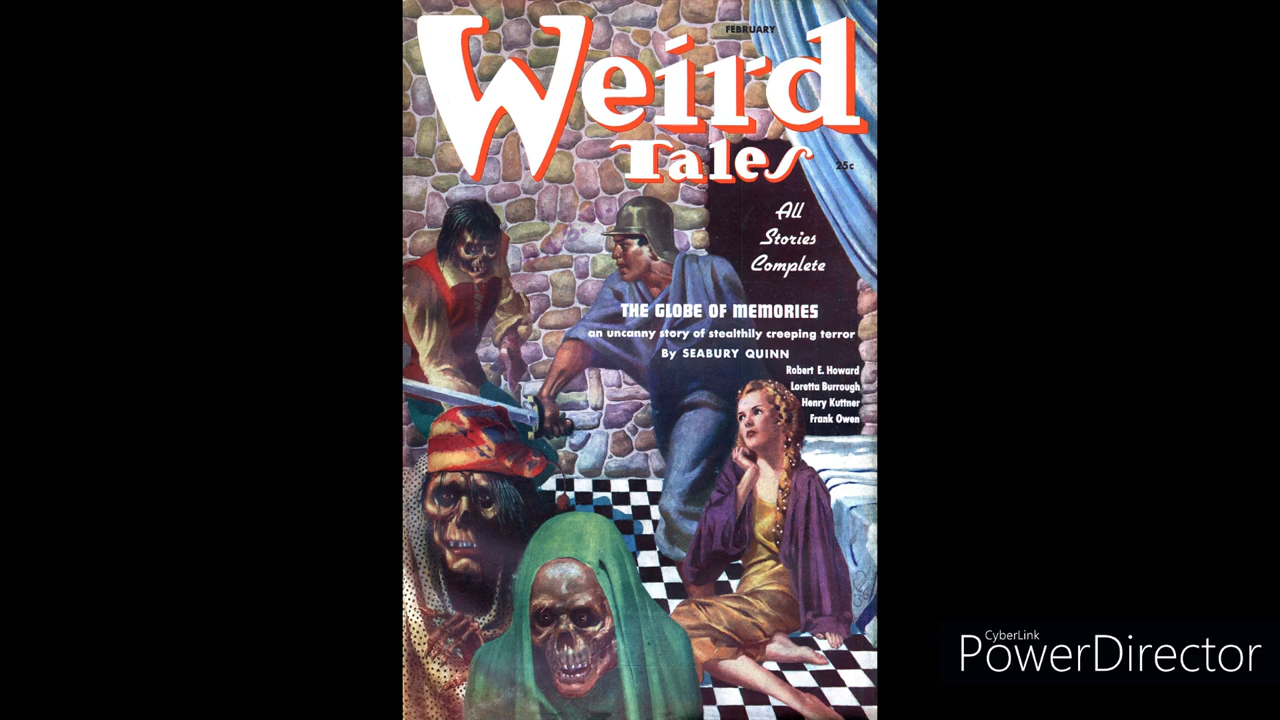 FEBRUARY
Weird
Tales
25c
All
Stories
Complete
THE GLOBE OF MEMORIES
an uncanny story of stealthily creeping terror
By SEABURY QUINN
Robert E. Howard
Loretta Burrough
Henry Kuttner
Frank Owen
CyberLink
PowerDirector